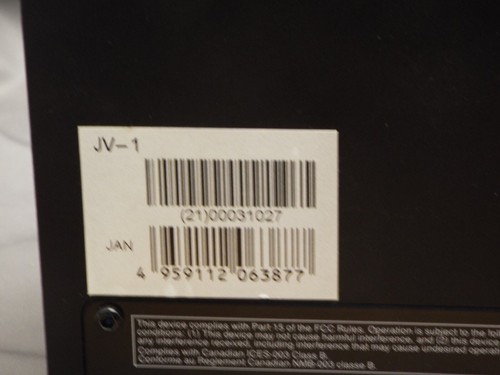 JV-1
(21)00031027
JAN
4 959112 063877
This device complies with Part 15 of the FCC Rules. Operation is subject to the
conditions: (1) This device may not cause harmful interference, and (2) this device
any interference received, including interference that may cause undesired
Complies with Canadian ICES-003 Class B.
Conforme au Réglement Canadien NMB-003 classe B.